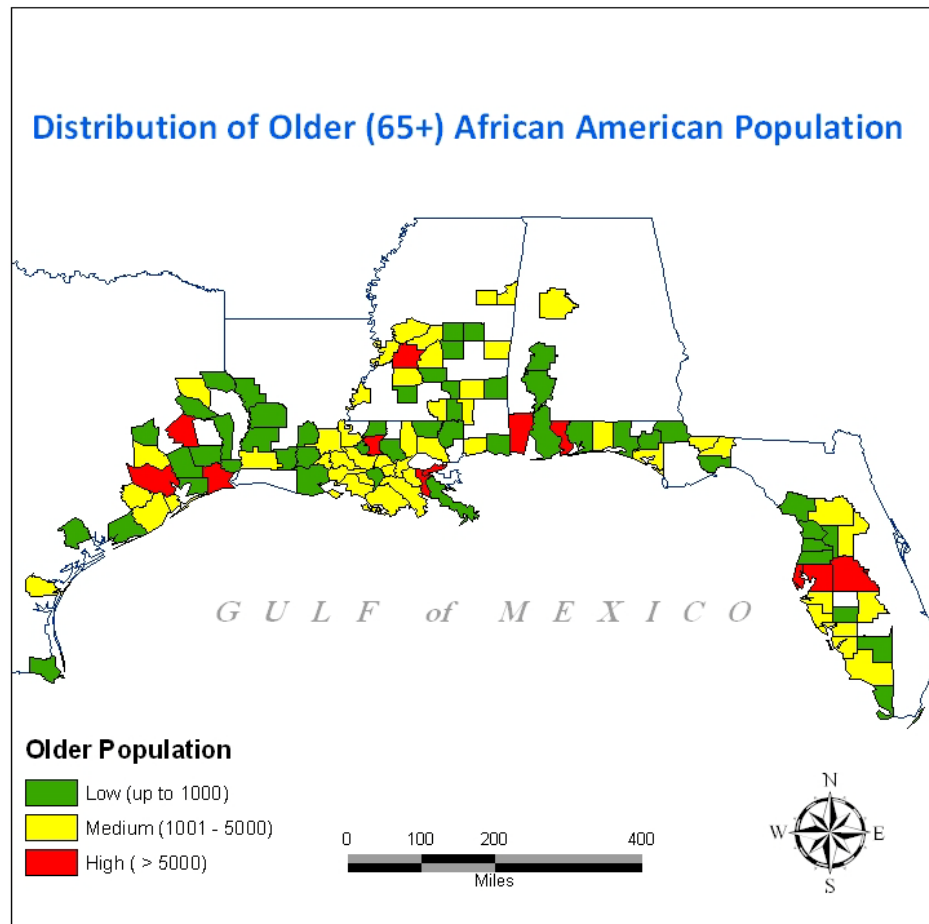 Distribution of Older (65+) African American Population
GULF of MEXICO
Older Population
Low (up to 1000)
Medium (1001 - 5000)
High ( > 5000)
0 100 200 400
Miles
N
W E
S